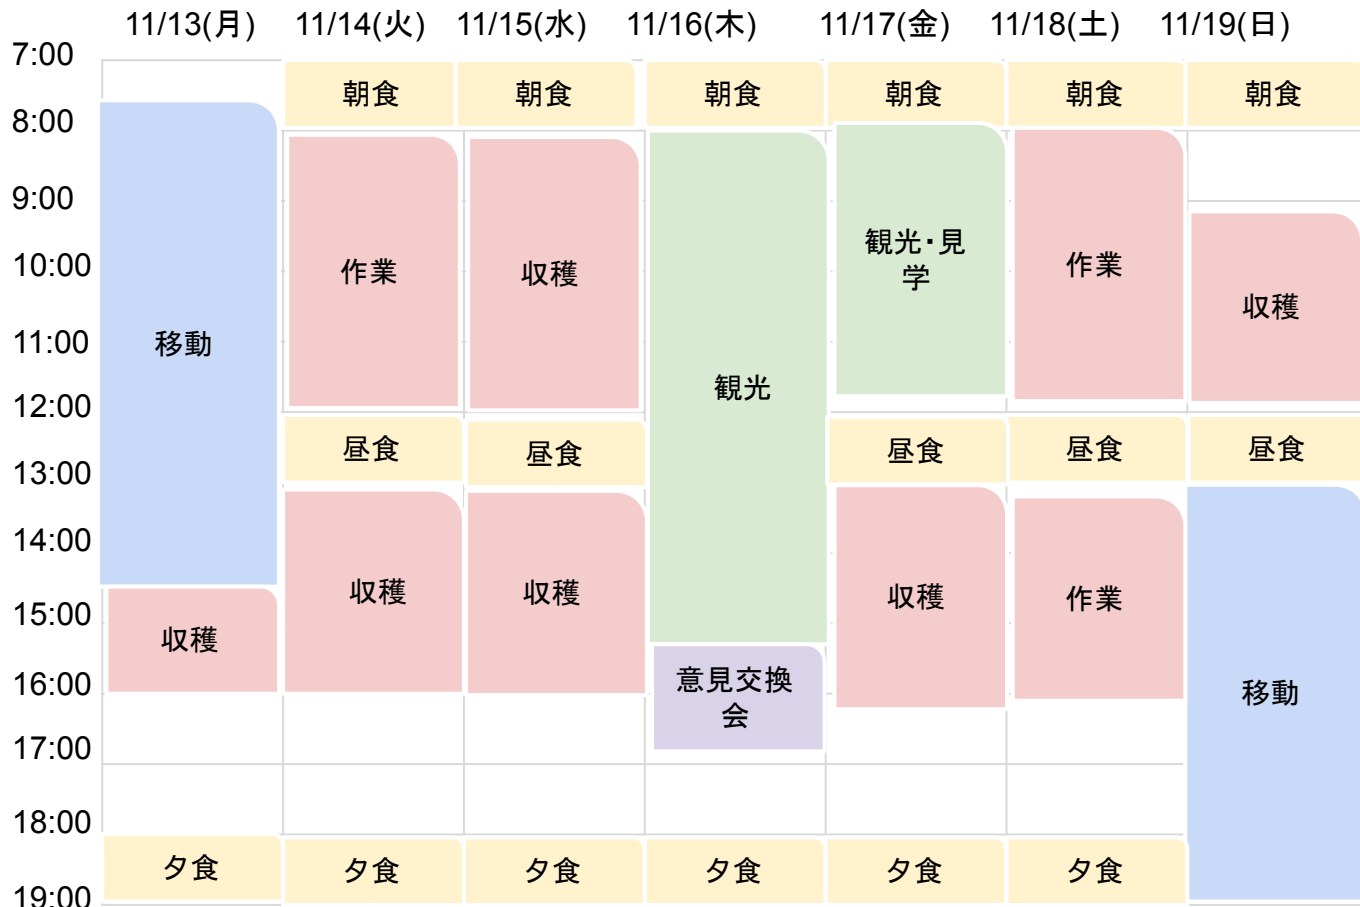 11/13(月) 11/14(火) 11/15(水) 11/16(木) 11/17(金) 11/18(土) 11/19(日)
7:00
朝食 朝食 朝食 朝食 朝食 朝食
8:00
9:00
観光・見
学
10:00
作業 収穫 作業
収穫
11:00
移動
観光
12:00
昼食 昼食 昼食 昼食 昼食
13:00
14:00
収穫 収穫 収穫 作業
15:00
収穫
16:00
意見交換
会
移動
17:00
18:00
夕食 夕食 夕食 夕食 夕食 夕食
19:00